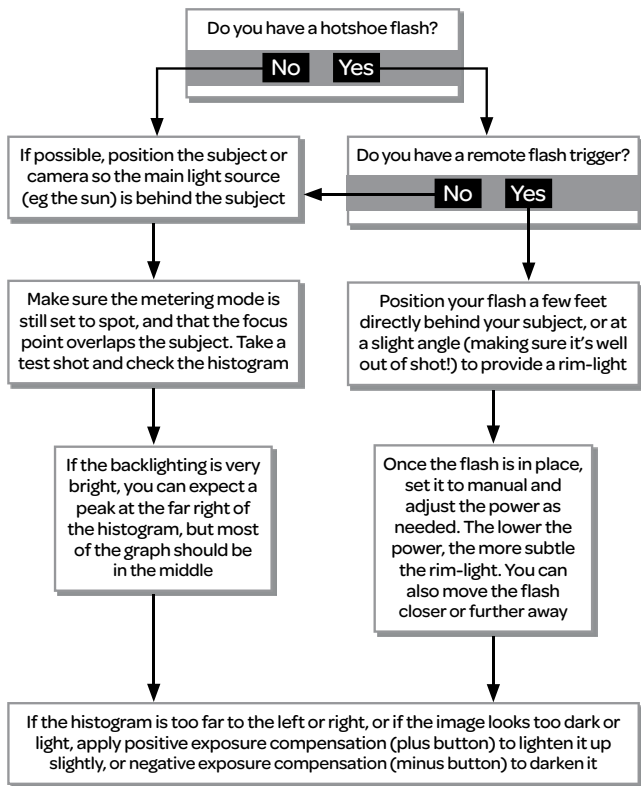 Do you have a hotshoe flash?
No Yes
If possible, position the subject or
camera so the main light source
(eg the sun) is behind the subject
Do you have a remote flash trigger?
No Yes
Make sure the metering mode is
still set to spot, and that the focus
point overlaps the subject. Take a
test shot and check the histogram
Position your flash a few feet
directly behind your subject, or at
a slight angle (making sure it's well
out of shot!) to provide a rim-light
If the backlighting is very
bright, you can expect a
peak at the far right of
the histogram, but most
of the graph should be
in the middle
Once the flash is in place,
set it to manual and
adjust the power as
needed. The lower the
power, the more subtle
the rim-light. You can
also move the flash
closer or further away
If the histogram is too far to the left or right, or if the image looks too dark or
light, apply positive exposure compensation (plus button) to lighten it up
slightly, or negative exposure compensation (minus button) to darken it